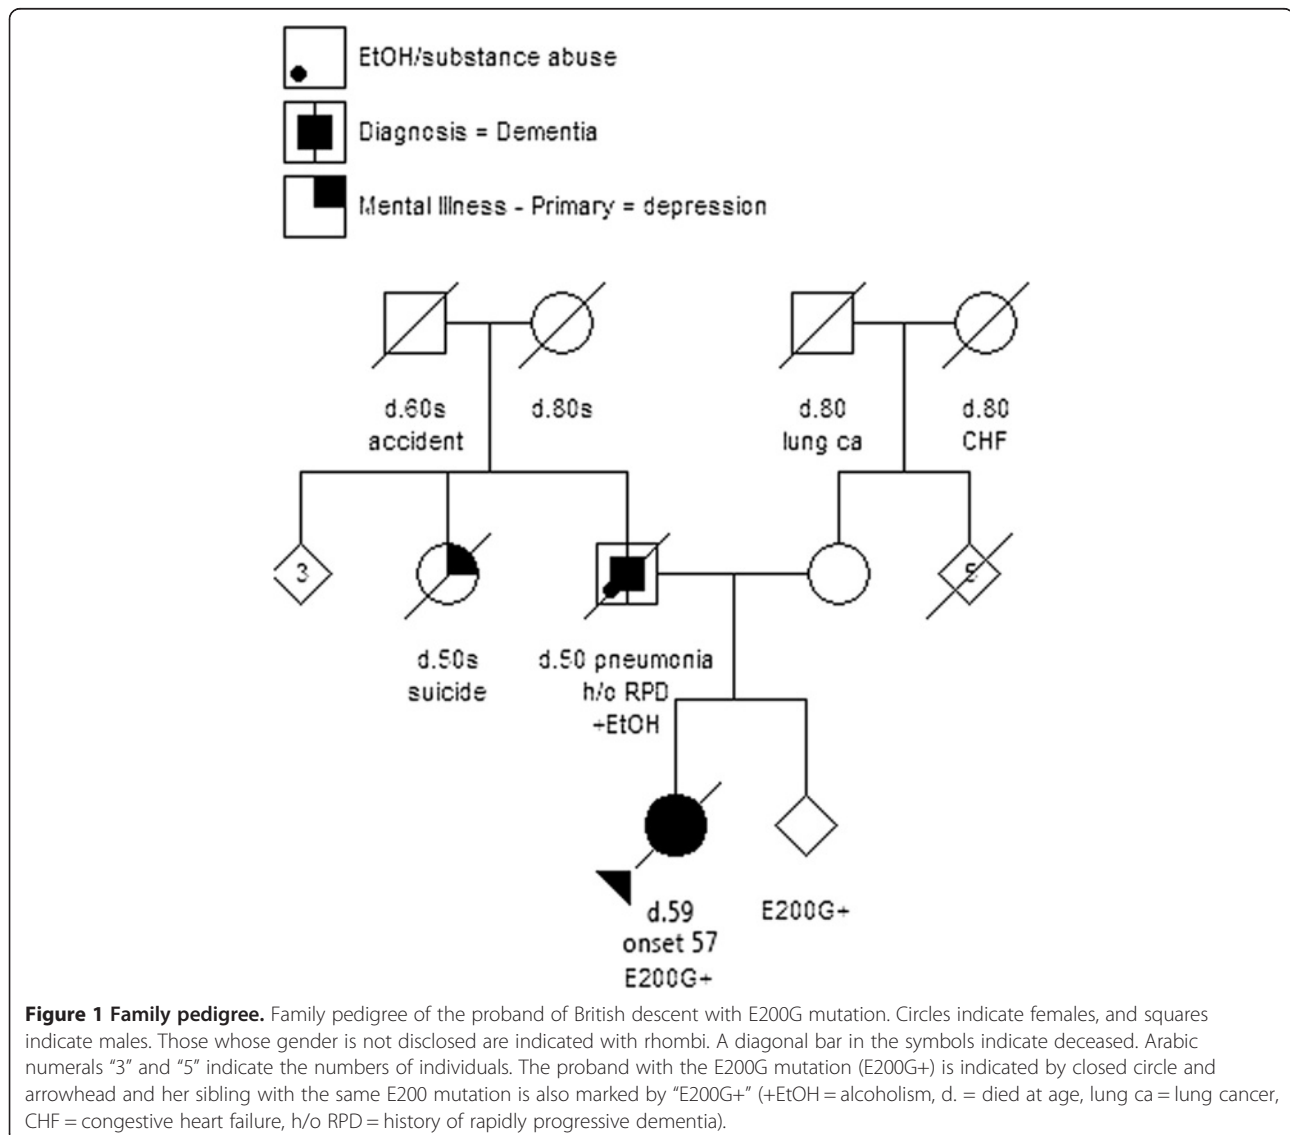 EtOH/substance abuse
Diagnosis = Dementia
Mental Illness - Primary = depression
d.60s
accident
d.80s
d.80
lung ca
d.80
CHF
3
5
d.50s
suicide
d.50 pneumonia
h/o RPD
+EtOH
d.59
onset 57
E200G+
E200G+
Figure 1 Family pedigree. Family pedigree of the proband of British descent with E200G mutation. Circles indicate females, and squares
indicate males. Those whose gender is not disclosed are indicated with rhombi. A diagonal bar in the symbols indicate deceased. Arabic
numerals “3” and “5” indicate the numbers of individuals. The proband with the E200G mutation (E200G+) is indicated by closed circle and
arrowhead and her sibling with the same E200 mutation is also marked by “E200G+” (+EtOH = alcoholism, d. = died at age, lung ca = lung cancer,
CHF = congestive heart failure, h/o RPD = history of rapidly progressive dementia).